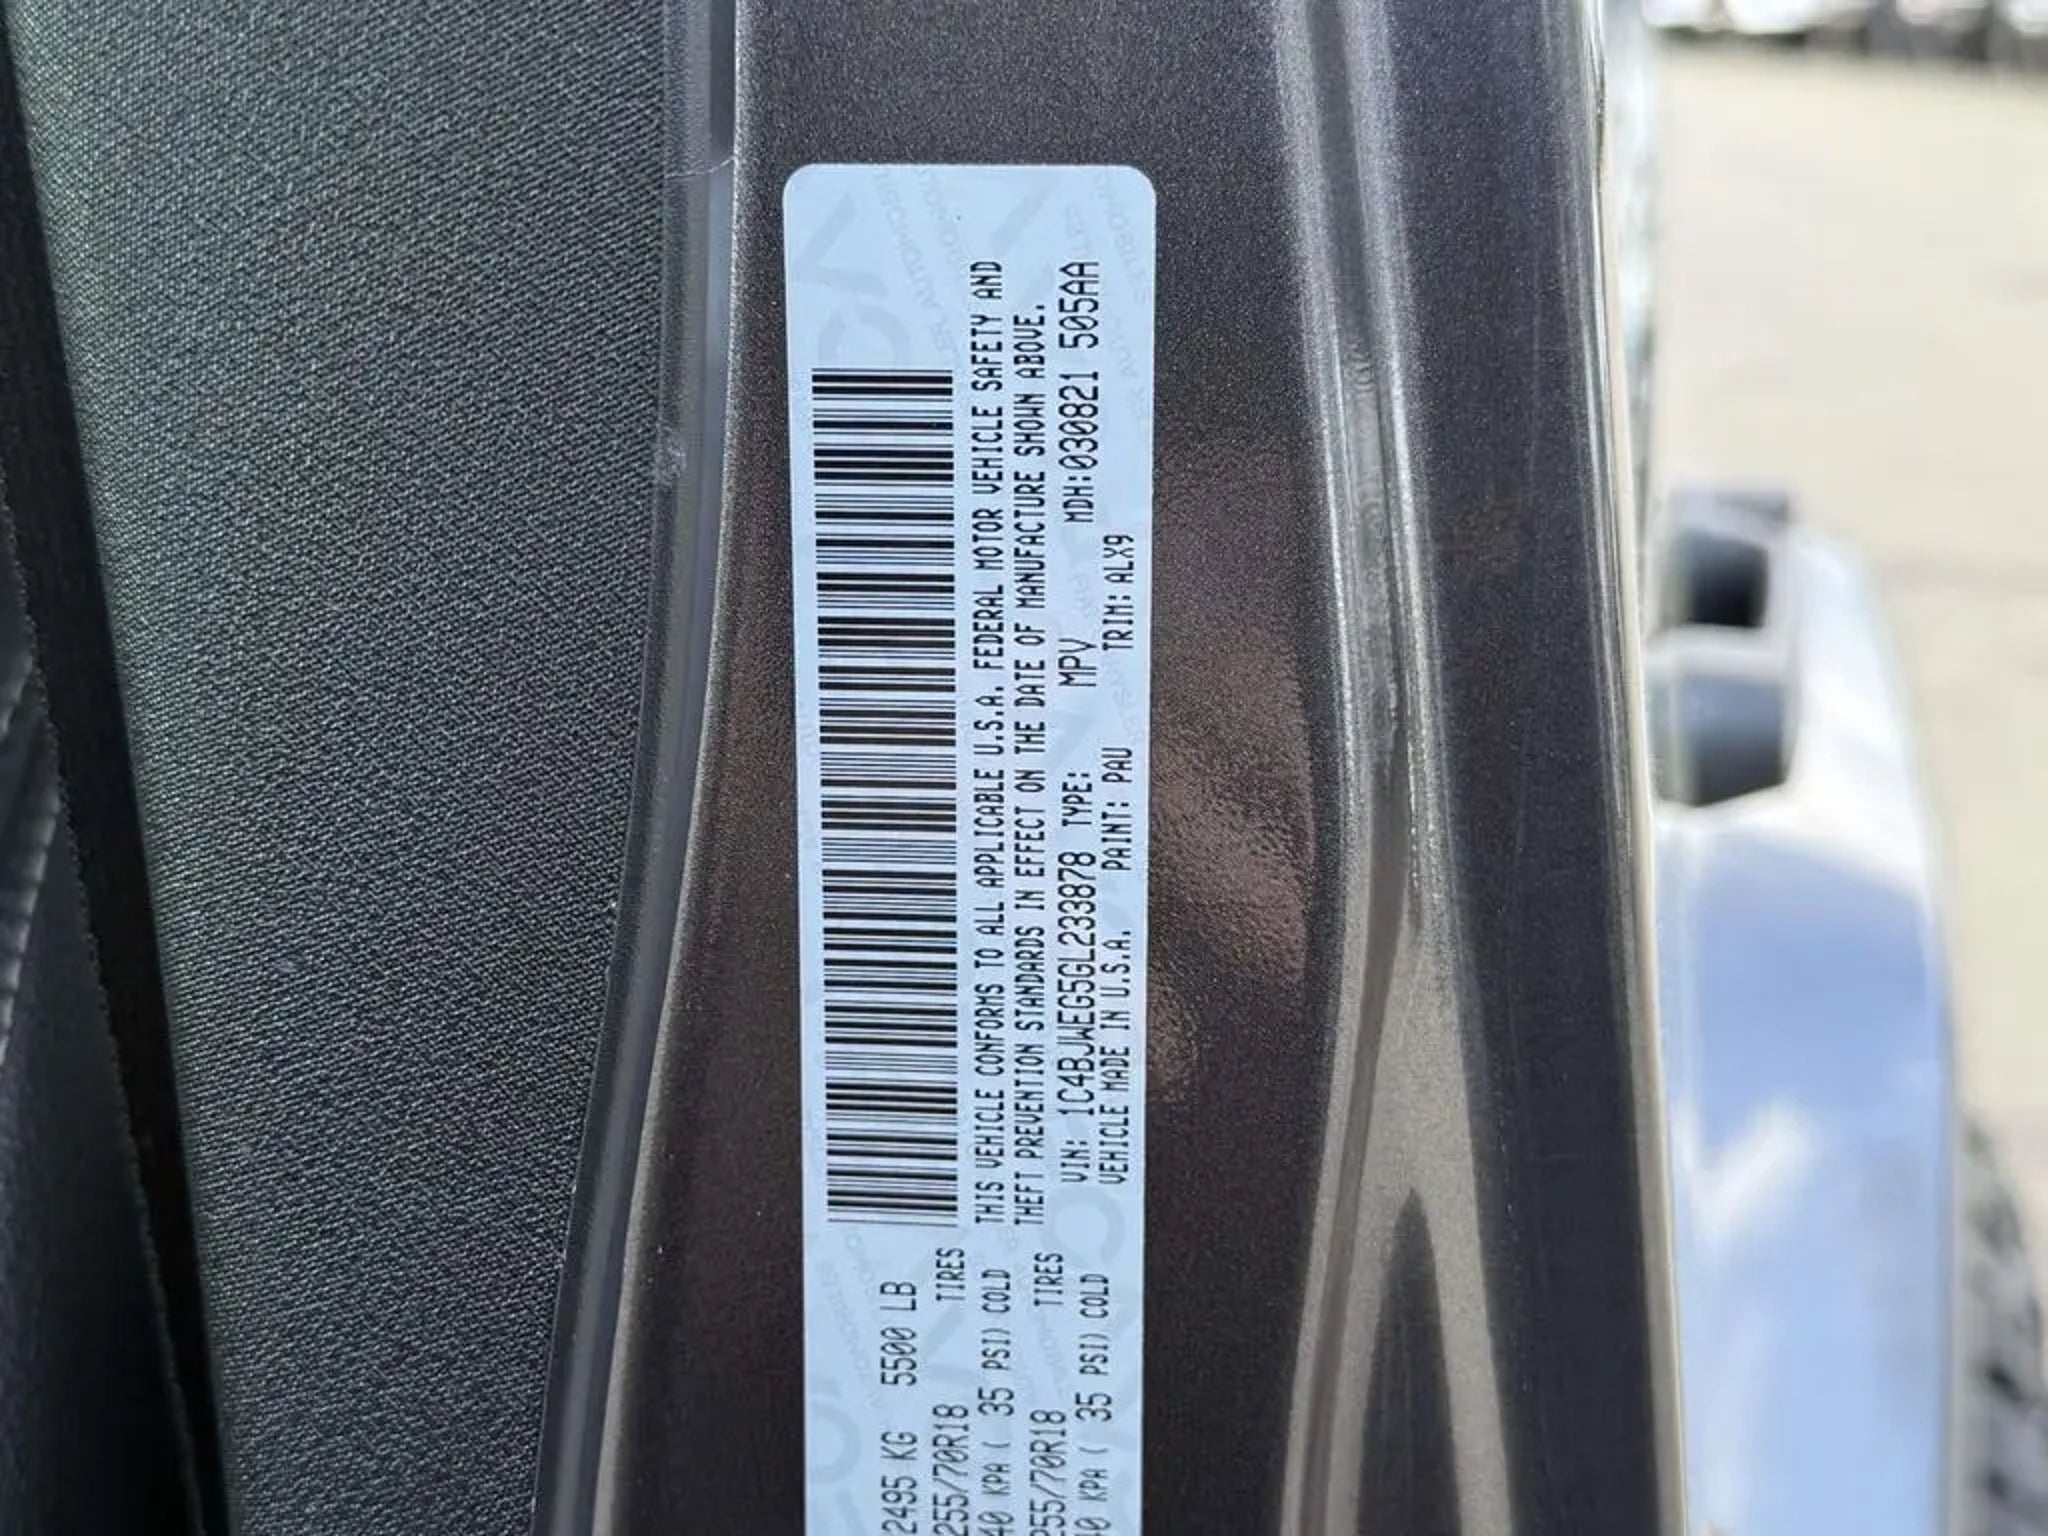 2495 KG 5500 LB
255/70R18 TIRES
40 KPA ( 35 PSI) COLD
255/70R18 TIRES
40 KPA ( 35 PSI) COLD
THIS VEHICLE CONFORMS TO ALL APPLICABLE U.S.A. FEDERAL MOTOR VEHICLE SAFETY AND
THEFT PREVENTION STANDARDS IN EFFECT ON THE DATE OF MANUFACTURE SHOWN ABOVE.
VIN: 1C4BJWEG5GL233878 TYPE: MPV MDH:030821 505AA
VEHICLE MADE IN U.S.A. PAINT: PAU TRIM: ALX9